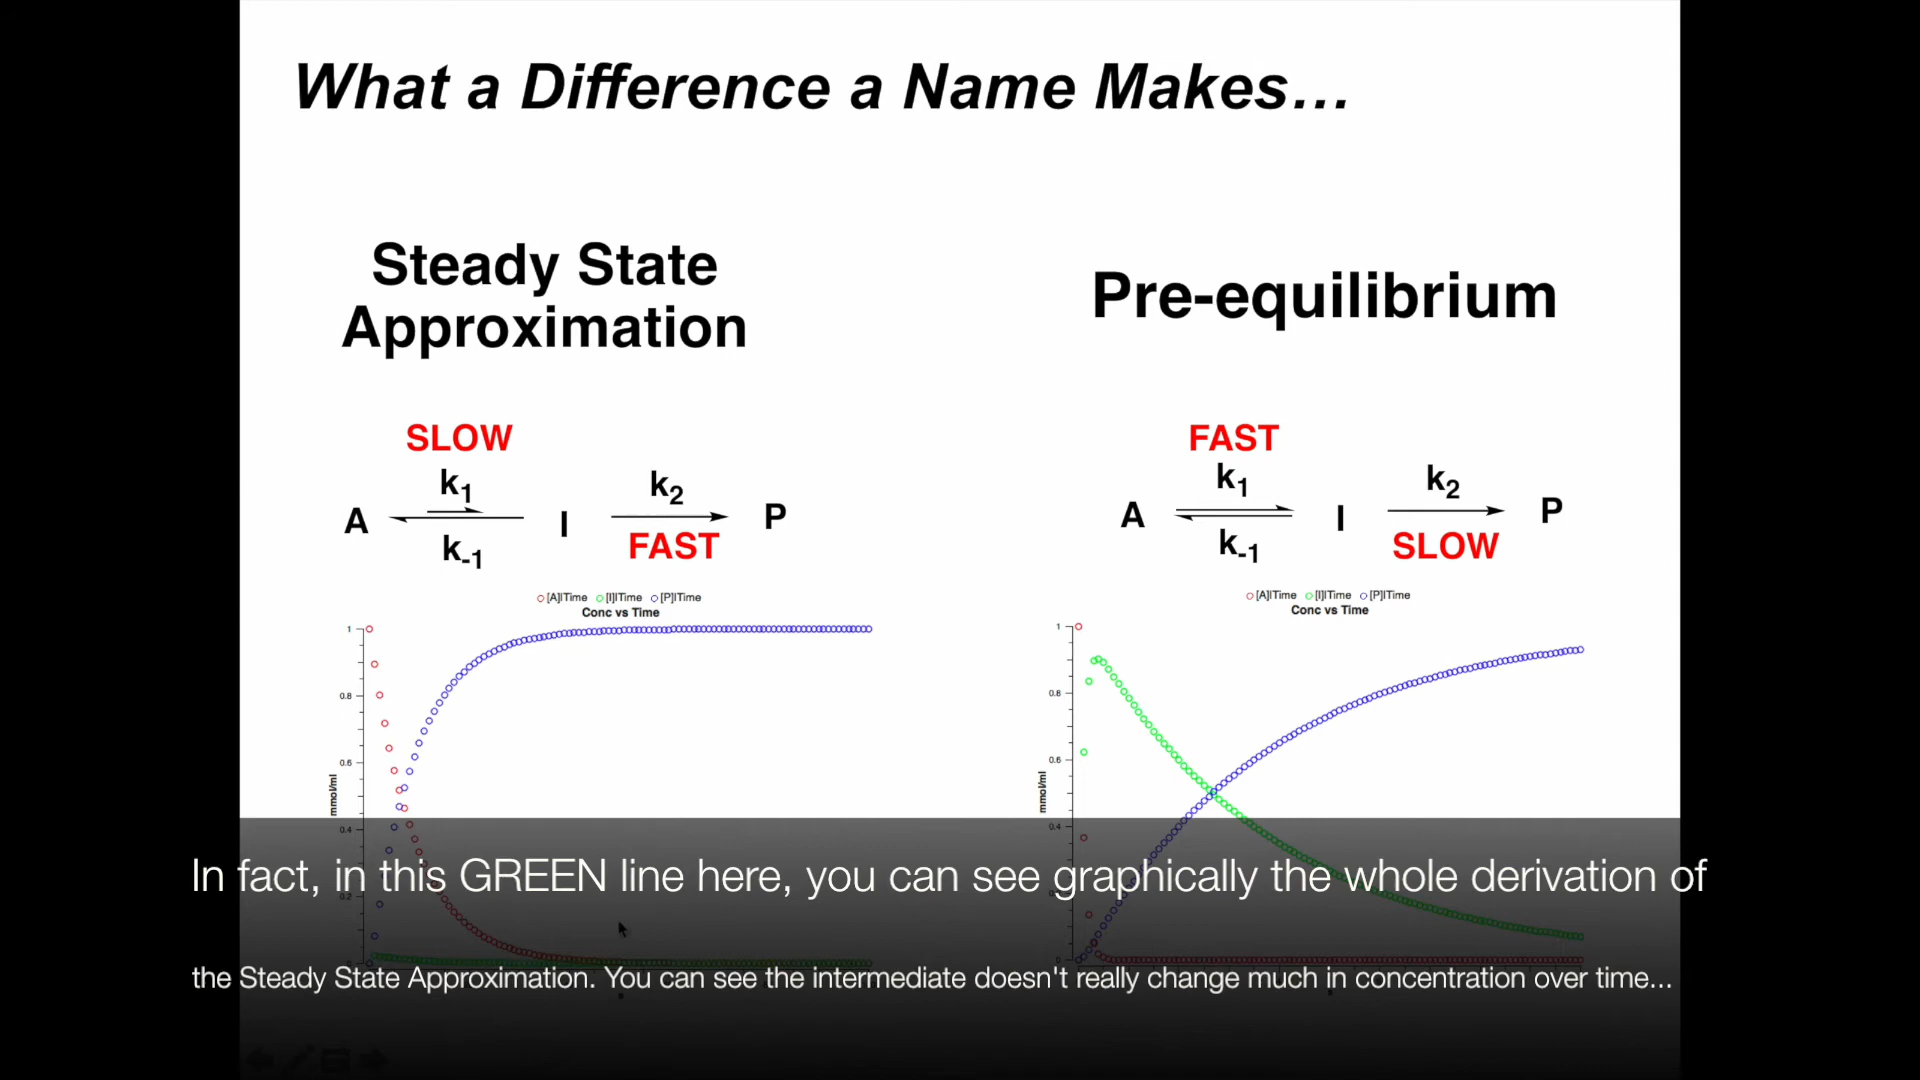 What a Difference a Name Makes...
Steady State
Approximation
Pre-equilibrium
SLOW
k1
A
k-1
I
k2
FAST
P
FAST
k1
A
k-1
I
k2
SLOW
P
[A]|Time [I]|Time [P]|Time
Conc vs Time
1
0.8
0.6
0.4
0.2
0
mmol/ml
[A]|Time [I]|Time [P]|Time
Conc vs Time
1
0.8
0.6
0.4
0
mmol/ml
In fact, in this GREEN line here, you can see graphically the whole derivation of
the Steady State Approximation. You can see the intermediate doesn't really change much in concentration over time...